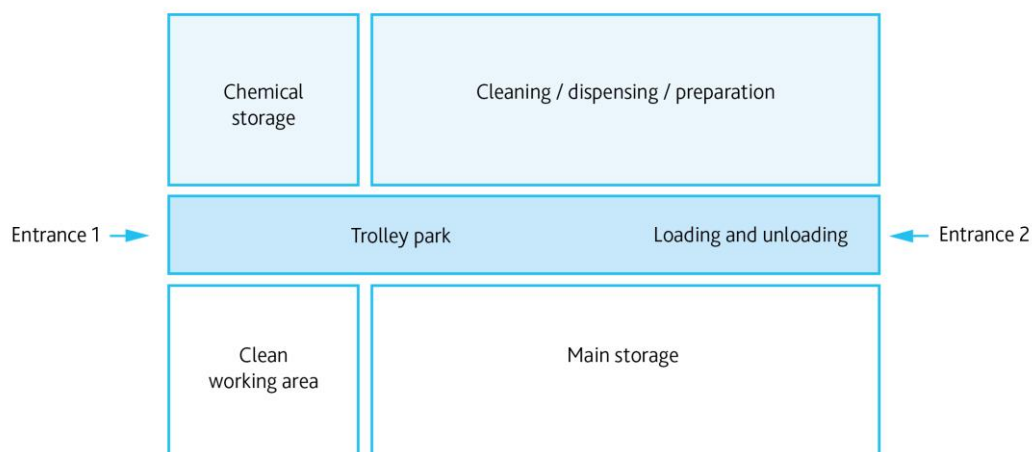 Chemical
storage
Cleaning / dispensing / preparation
Entrance 1
Trolley park
Loading and unloading
Entrance 2
Clean
working area
Main storage